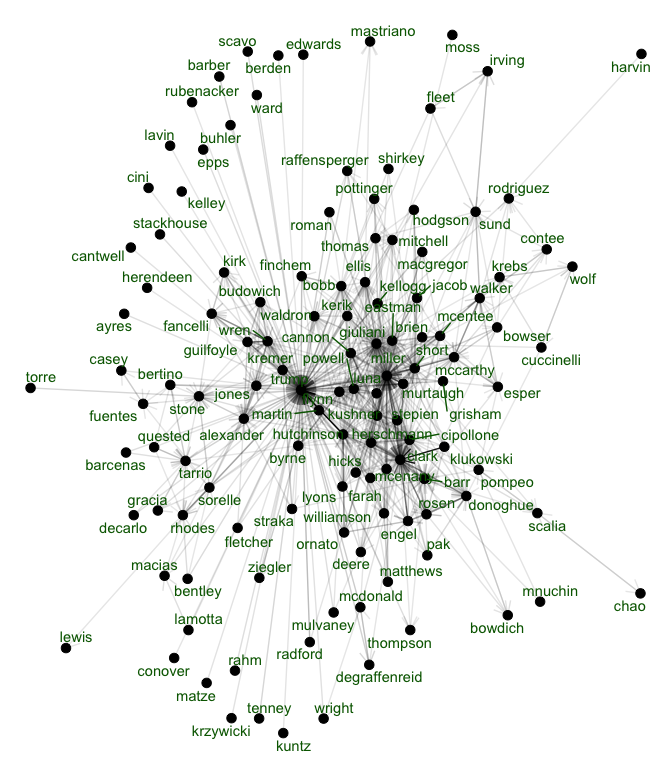 mastriano
moss
scavo
edwards
berden
irving
harvin
barber
rubenacker
ward
fleet
lavin
buhler
epps
raffensperger
shirkey
cini
kelley
pottinger
rodriguez
stackhouse
roman
hodgson
sund
cantwell
thomas
mitchell
contee
macgregor
kirk
finchem
ellis
krebs
wolf
herendeen
budowich
bobb
kellogg
jacob
walker
ayres
fancelli
waldron
kerik
eastman
mcentee
wren
cannon
giuliani
brien
bowser
guilfoyle
kremer
powell
miller
short
cuccinelli
casey
mccarthy
torre
bertino
jones
trump
luna
murtaugh
esper
fuentes
stone
martin
flynn
kushner
stepien
grisham
alexander
hutchinson
herschmann
cipollone
quested
byrne
clark
klukowski
barcenas
tarrio
hicks
mcenany
barr
pompeo
gracia
sorelle
lyons
farah
rosen
donoghue
decarlo
rhodes
straka
williamson
engel
scalia
fletcher
ornato
pak
macias
bentley
ziegler
deere
matthews
mnuchin
chao
lamotta
mcdonald
bowdich
lewis
mulvaney
thompson
conover
rahm
radford
degraffenreid
matze
krzywicki
tenney
wright
kuntz